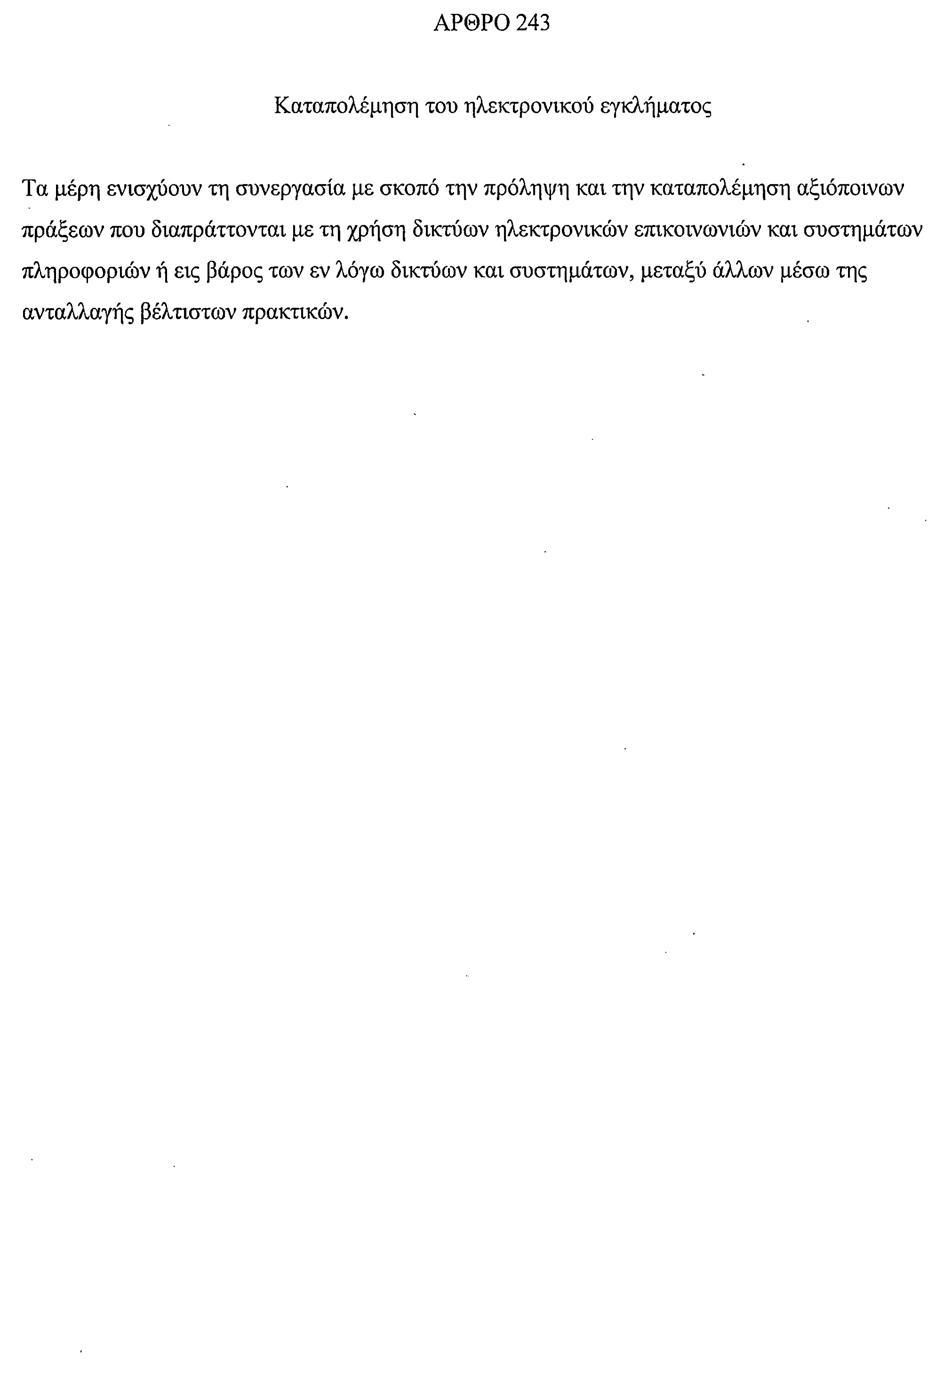 ΑΡΘΡΟ 243
Καταπολέμηση του ηλεκτρονικού εγκλήματος
Τα μέρη ενισχύουν τη συνεργασία με σκοπό την πρόληψη και την καταπολέμηση αξιόποινων
πράξεων που διαπράττονται με τη χρήση δικτύων ηλεκτρονικών επικοινωνιών και συστημάτων
πληροφοριών ή εις βάρος των εν λόγω δικτύων και συστημάτων, μεταξύ άλλων μέσω της
ανταλλαγής βέλτιστων πρακτικών.